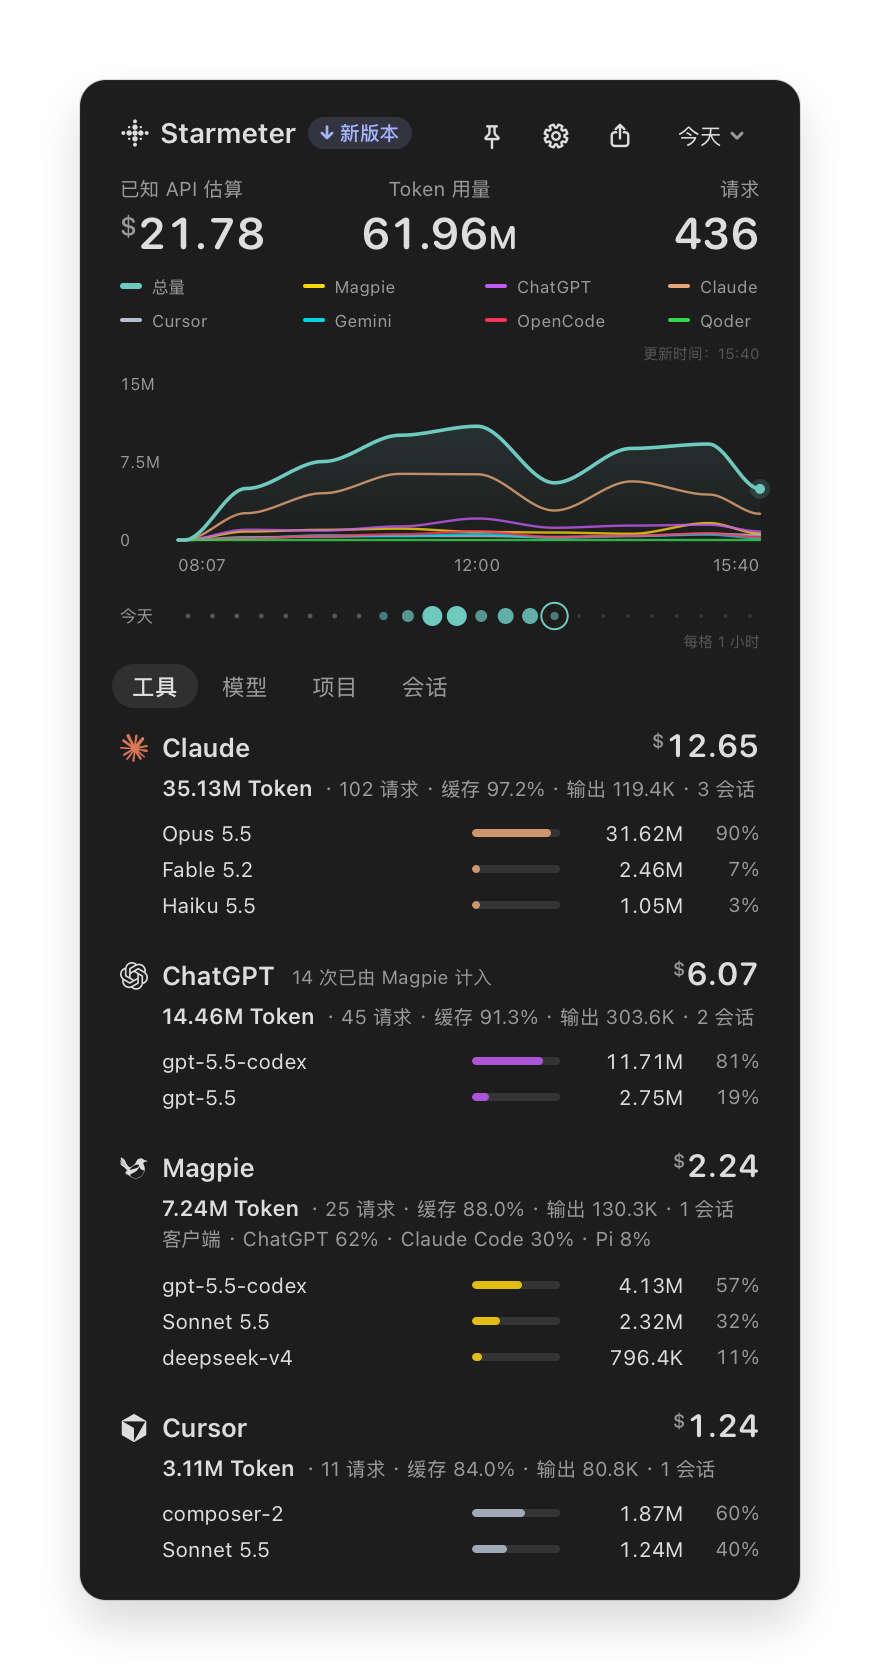 Starmeter 新版本 今天
已知 API 估算 Token 用量 请求
$21.78 61.96M 436
总量 Magpie ChatGPT Claude
Cursor Gemini OpenCode Qoder
更新时间：15:40
15M
7.5M
0
08:07 12:00 15:40
今天
每格 1 小时
工具 模型 项目 会话
Claude $12.65
35.13M Token · 102 请求 · 缓存 97.2% · 输出 119.4K · 3 会话
Opus 5.5 31.62M 90%
Fable 5.2 2.46M 7%
Haiku 5.5 1.05M 3%
ChatGPT 14 次已由 Magpie 计入 $6.07
14.46M Token · 45 请求 · 缓存 91.3% · 输出 303.6K · 2 会话
gpt-5.5-codex 11.71M 81%
gpt-5.5 2.75M 19%
Magpie $2.24
7.24M Token · 25 请求 · 缓存 88.0% · 输出 130.3K · 1 会话
客户端 · ChatGPT 62% · Claude Code 30% · Pi 8%
gpt-5.5-codex 4.13M 57%
Sonnet 5.5 2.32M 32%
deepseek-v4 796.4K 11%
Cursor $1.24
3.11M Token · 11 请求 · 缓存 84.0% · 输出 80.8K · 1 会话
composer-2 1.87M 60%
Sonnet 5.5 1.24M 40%